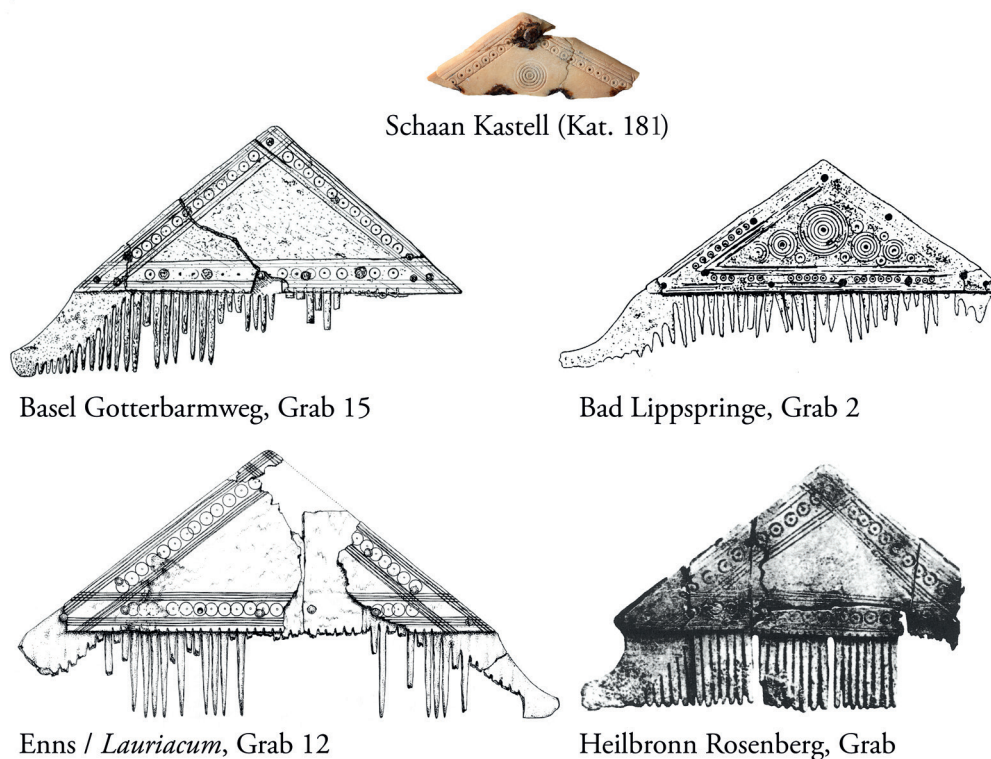 Schaan Kastell (Kat. 181)
Basel Gotterbarmweg, Grab 15
Bad Lippspringe, Grab 2
Enns / Lauriacum, Grab 12
Heilbronn Rosenberg, Grab